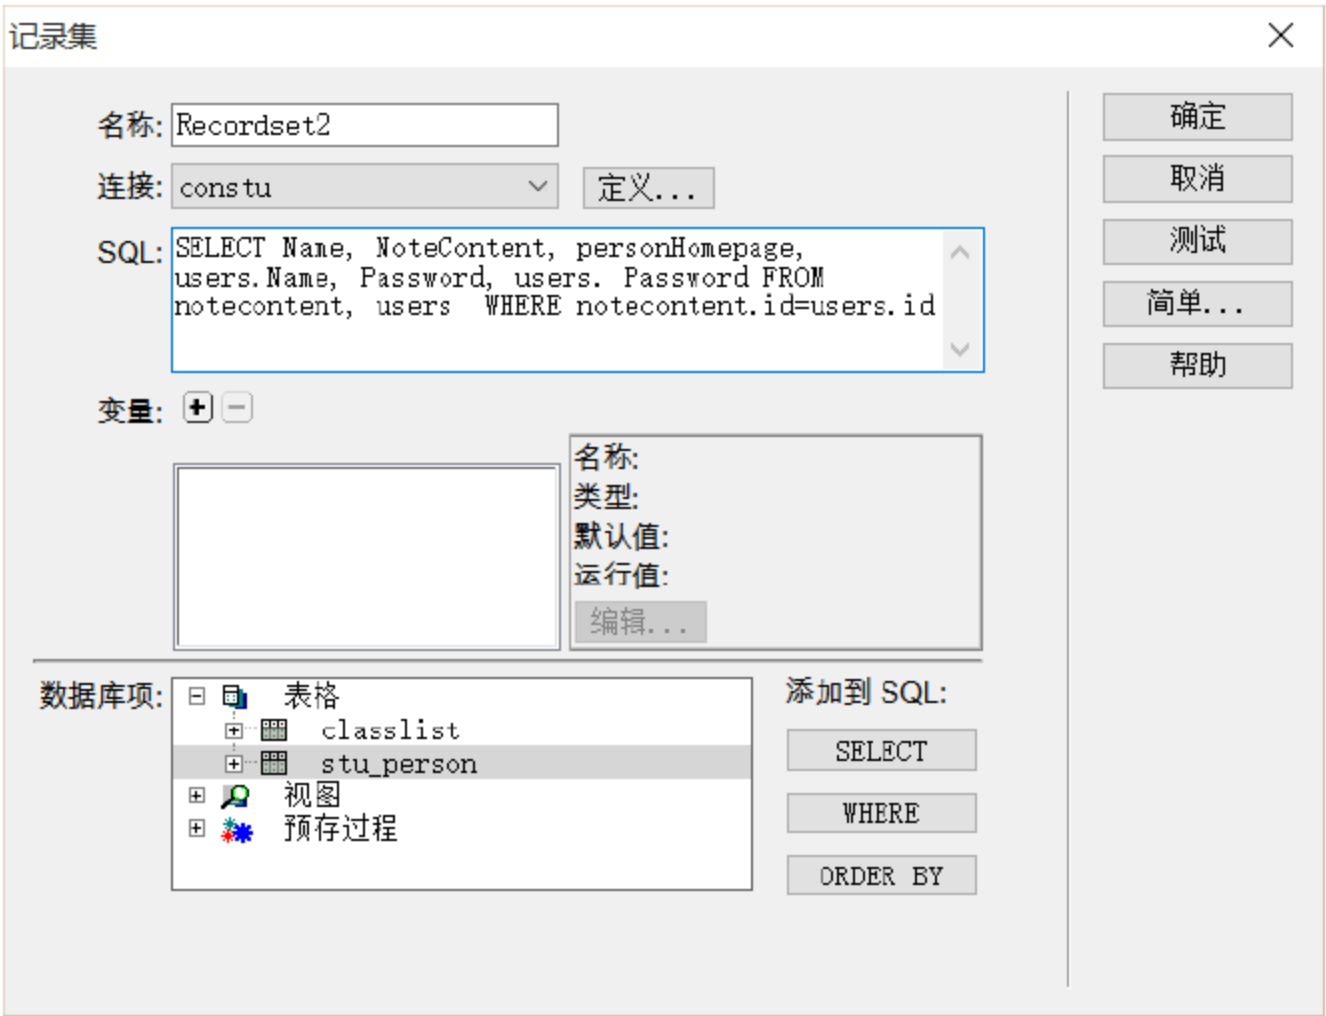 记录集
名称: Recordset2
连接: constu 定义...
SQL: SELECT Name, NoteContent, personHomepage,
users.Name, Password, users. Password FROM
notecontent, users WHERE notecontent.id=users.id
变量:
名称:
类型:
默认值:
运行值:
编辑...
数据库项: 表格
classlist
stu_person
视图
预存过程
添加到 SQL:
SELECT
WHERE
ORDER BY
确定
取消
测试
简单...
帮助